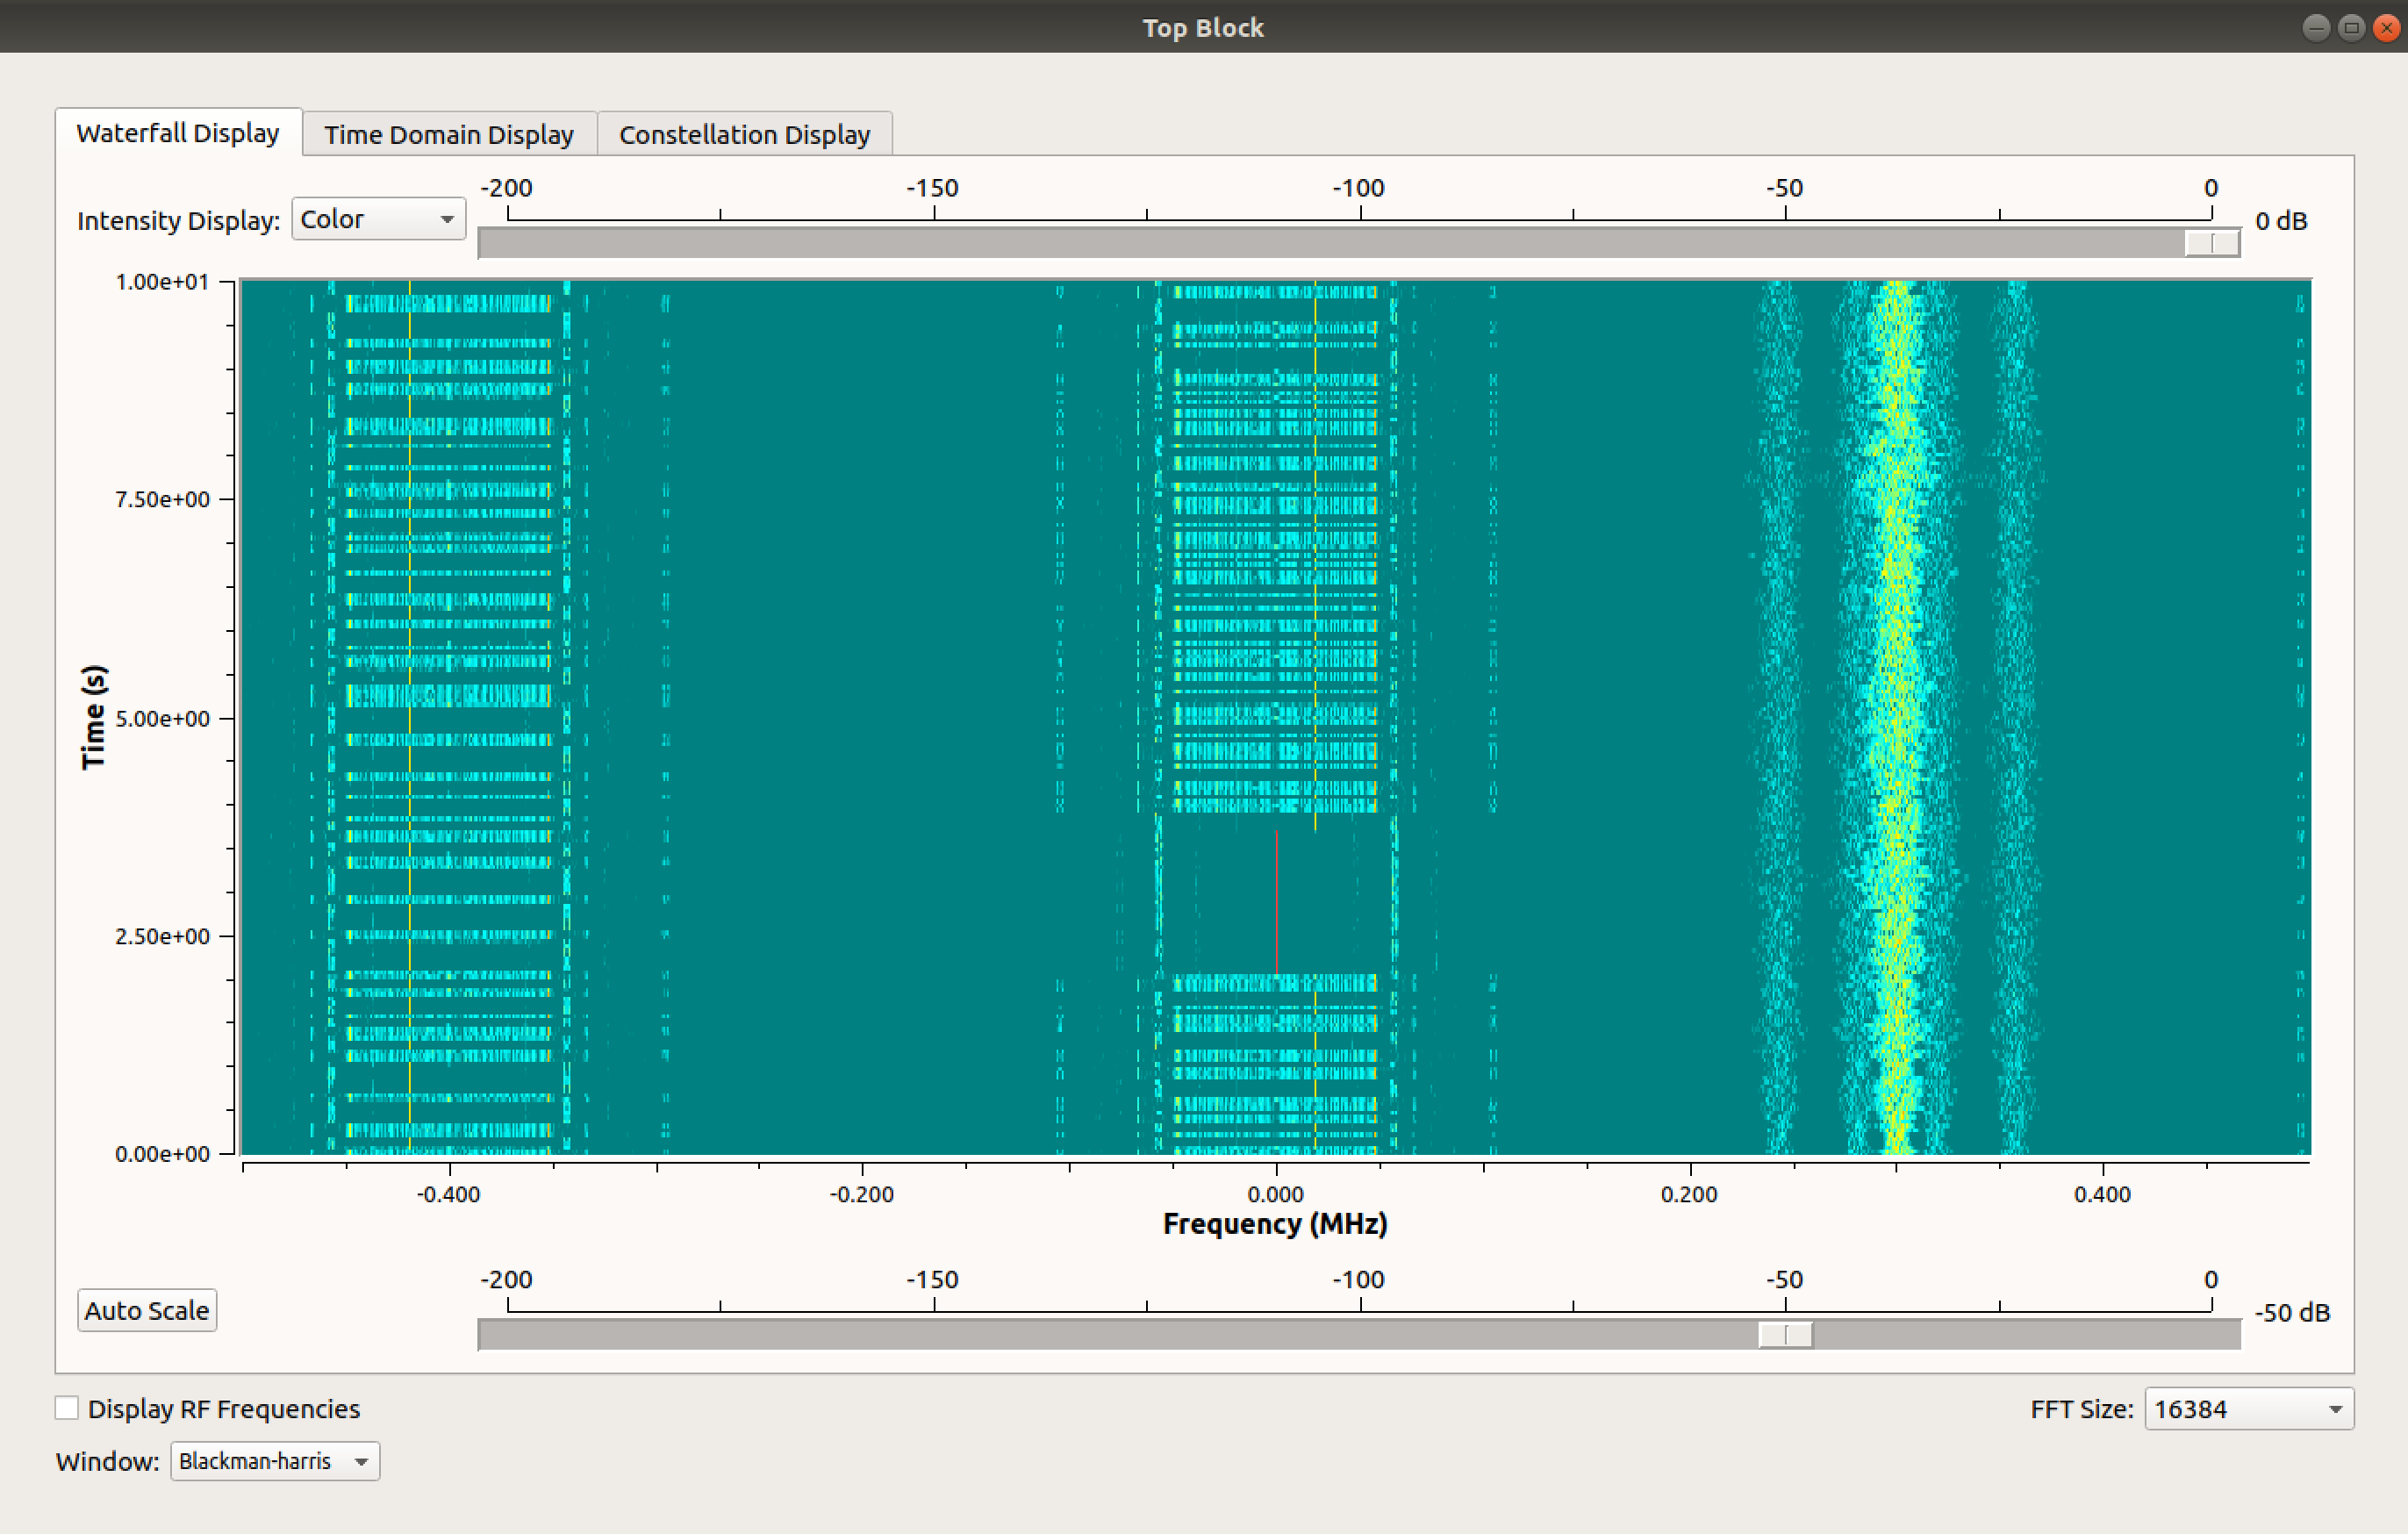 Top Block
Waterfall Display Time Domain Display Constellation Display
-200 -150 -100 -50 0
Intensity Display: Color 0 dB
1.00e+01
7.50e+00
5.00e+00
2.50e+00
0.00e+00
Time (s)
-0.400 -0.200 0.000 0.200 0.400
Frequency (MHz)
-200 -150 -100 -50 0
Auto Scale -50 dB
Display RF Frequencies FFT Size: 16384
Window: Blackman-harris